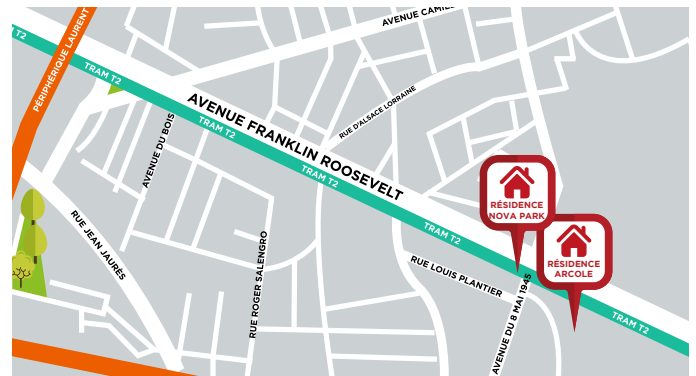 T2
AVENUE CAMIL
PÉRIPHÉRIQUE LAURENT
TRAM T2
AVENUE FRANKLIN ROOSEVELT
RUE D'ALSACE LORRAINE
TRAM T2
AVENUE DU BOIS
TRAM T2
RÉSIDENCE
NOVA PARK
TRAM T2
RUE JEAN JAURÈS
RUE ROGER SALENGRO
RUE LOUIS PLANTIER
RÉSIDENCE
ARCOLE
AVENUE DU 8 MAI 1945
TRAM T2